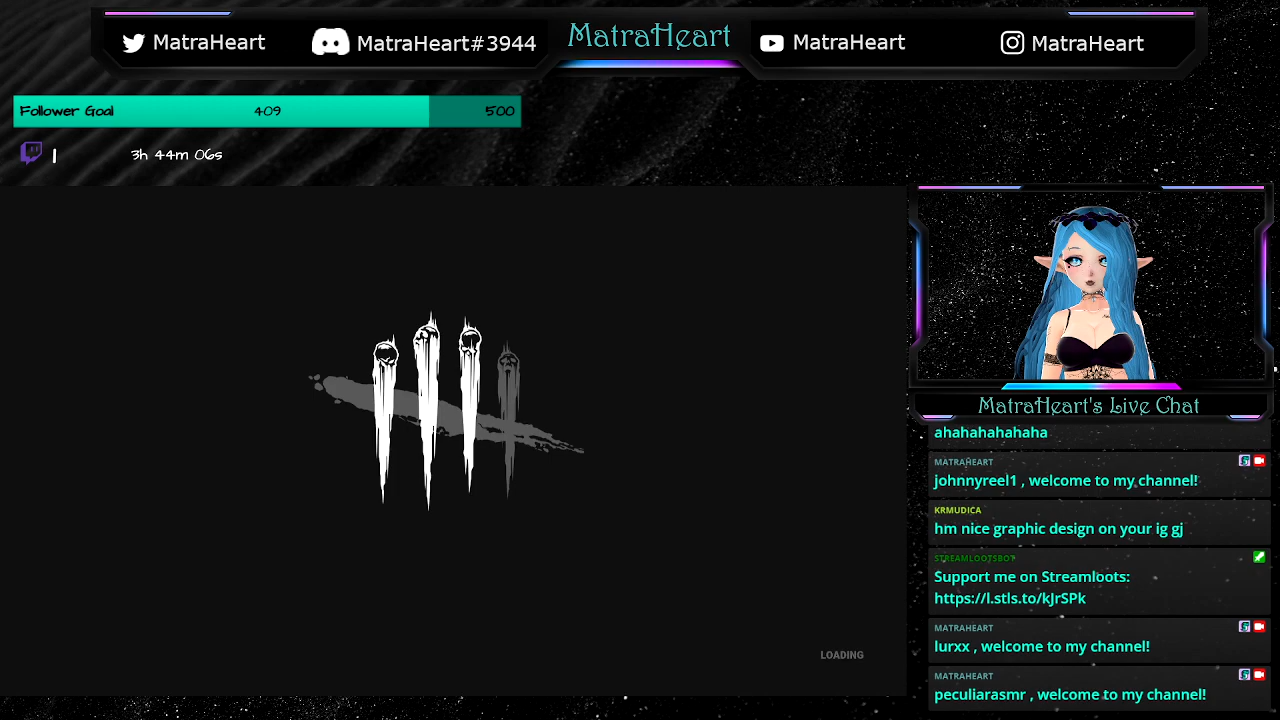 MatraHeart
MatraHeart#3944
MatraHeart
MatraHeart
MatraHeart
Follower Goal 409 500
3h 44m 06s
LOADING
MatraHeart's Live Chat
ahahahahahaha
MATRAHEART
johnnyreel1 , welcome to my channel!
KRMUDICA
hm nice graphic design on your ig gj
STREAMLOOTSBOT
Support me on Streamloots:
https://l.stls.to/kJrSPk
MATRAHEART
lurxx , welcome to my channel!
MATRAHEART
peculiarasmr , welcome to my channel!